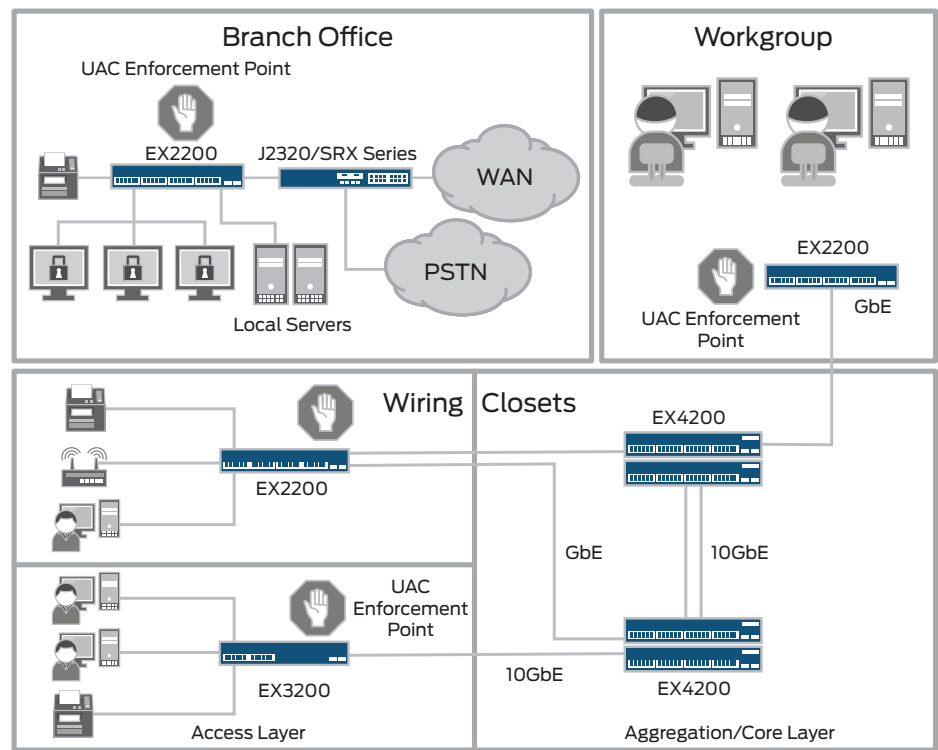 Branch Office
UAC Enforcement Point
EX2200
J2320/SRX Series
WAN
PSTN
Local Servers
Workgroup
EX2200
GbE
UAC Enforcement
Point
Wiring
Closets
EX2200
EX4200
GbE
10GbE
UAC
Enforcement
Point
EX3200
10GbE
EX4200
Access Layer
Aggregation/Core Layer